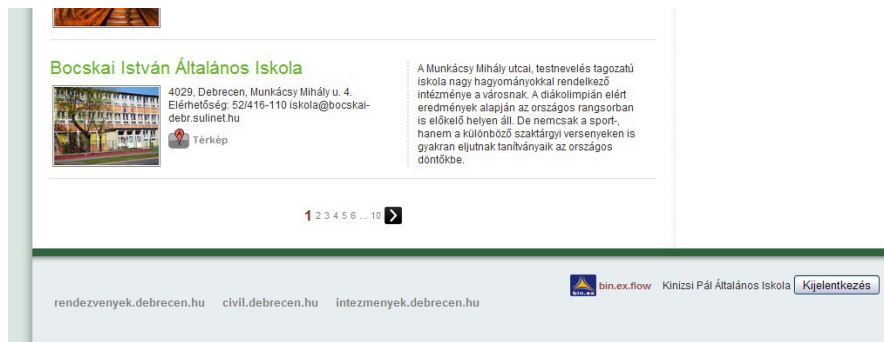 Bocskai István Általános Iskola
4029, Debrecen, Munkácsy Mihály u. 4.
Elérhetőség: 52/416-110 iskola@bocskai-
debr.sulinet.hu
Térkép
A Munkácsy Mihály utcai, testnevelés tagozatú
iskola nagy hagyományokkal rendelkező
intézménye a városnak. A diákolimpián elért
eredmények alapján az országos rangsorban
is előkelő helyen áll. De nemcsak a sport-,
hanem a különböző szaktárgyi versenyeken is
gyakran eljutnak tanítványaik az országos
döntőkbe.
1 2 3 4 5 6 ... 10
bin.ex
bin.ex.flow Kinizsi Pál Általános Iskola Kijelentkezés
rendezvenyek.debrecen.hu civil.debrecen.hu intezmenyek.debrecen.hu